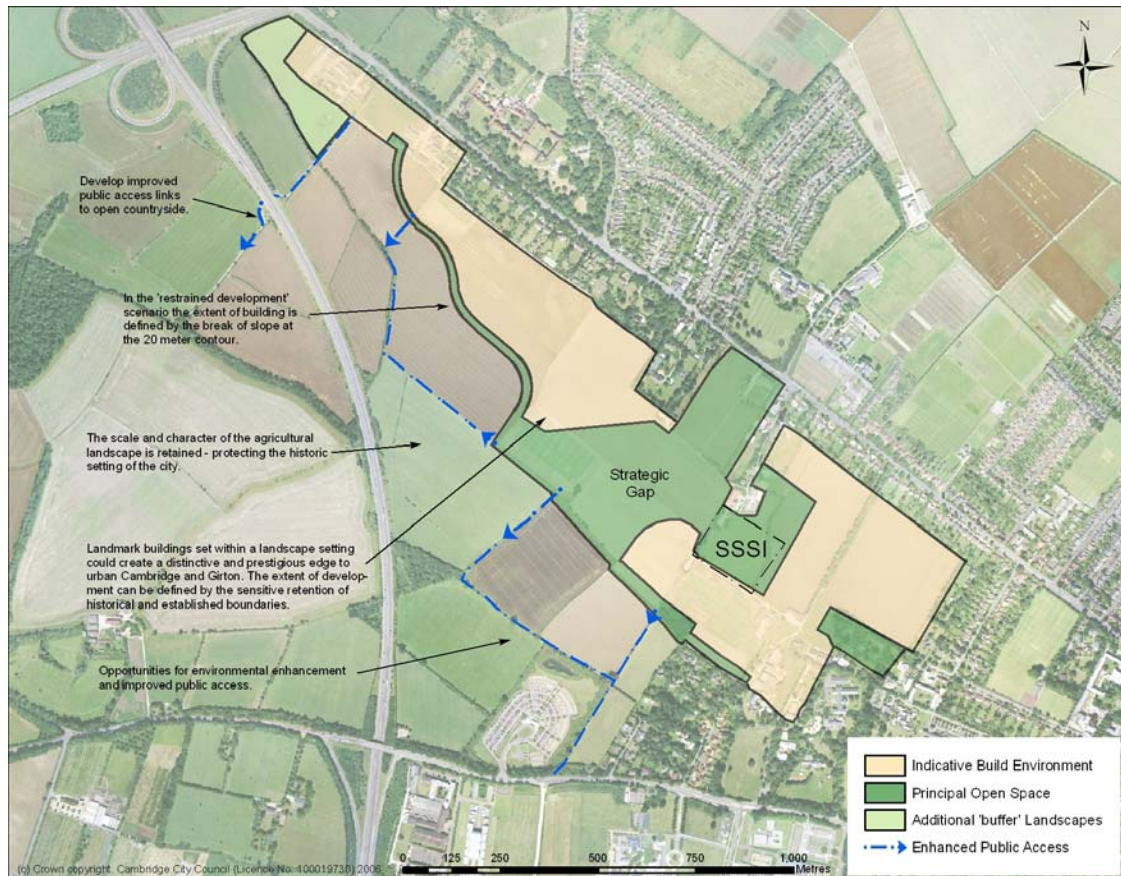 N
Develop improved
public access links
to open countryside.
In the 'restrained development'
scenario the extent of building is
defined by the break of slope at
the 20 meter contour.
The scale and character of the agricultural
landscape is retained - protecting the historic
setting of the city.
Strategic
Gap
SSSI
Landmark buildings set within a landscape setting
could create a distinctive and prestigious edge to
urban Cambridge and Girton. The extent of develop-
ment can be defined by the sensitive retention of
historical and established boundaries.
Opportunities for environmental enhancement
and improved public access.
Indicative Build Environment
Principal Open Space
Additional 'buffer' Landscapes
Enhanced Public Access
0 125 250 500 750 1,000
Metres
(c) Crown copyright. Cambridge City Council (Licence No. 100019730) 2006